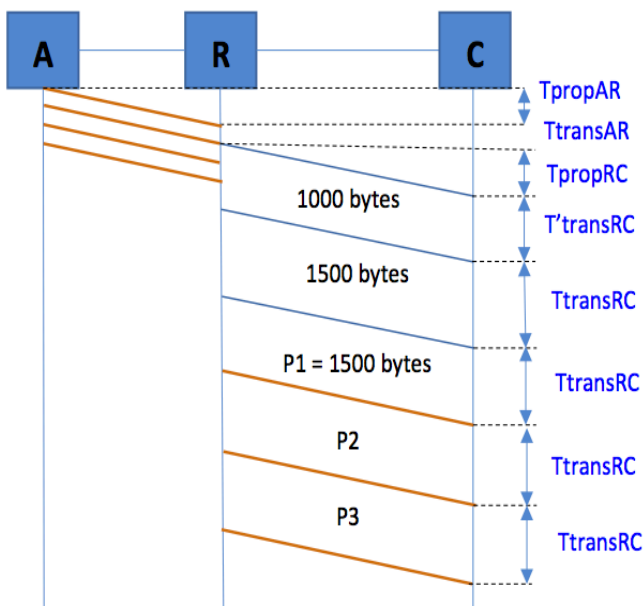 A
R
C
TpropAR
TtransAR
TpropRC
1000 bytes
T’transRC
1500 bytes
TtransRC
P1 = 1500 bytes
TtransRC
P2
TtransRC
P3
TtransRC